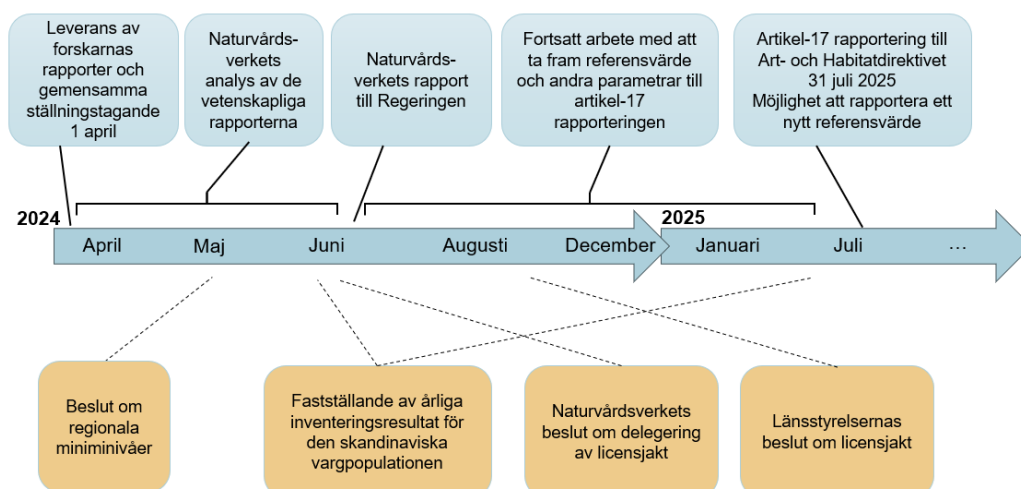 Leverans av
forskarnas
rapporter och
gemensamma
ställningstagande
1 april
Naturvårds-
verkets
analys av de
vetenskapliga
rapporterna
Naturvårds-
verkets rapport
till Regeringen
Fortsatt arbete med att
ta fram referensvärde
och andra parametrar till
artikel-17
rapporteringen
Artikel-17 rapportering till
Art- och Habitatdirektivet
31 juli 2025
Möjlighet att rapportera ett
nytt referensvärde
2024
2025
April
Maj
Juni
Augusti
December
Januari
Juli
...
Beslut om
regionala
miniminivåer
Fastställande av årliga
inventeringsresultat för
den skandinaviska
vargpopulationen
Naturvårdsverkets
beslut om delegering
av licensjakt
Länsstyrelsernas
beslut om licensjakt